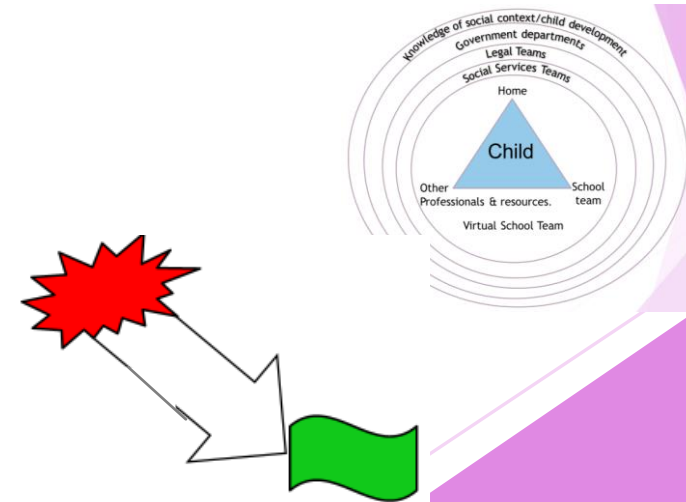 Knowledge of social context/child development
Government departments
Legal Teams
Social Services Teams
Home
Child
Other
Professionals & resources.
School
team
Virtual School Team